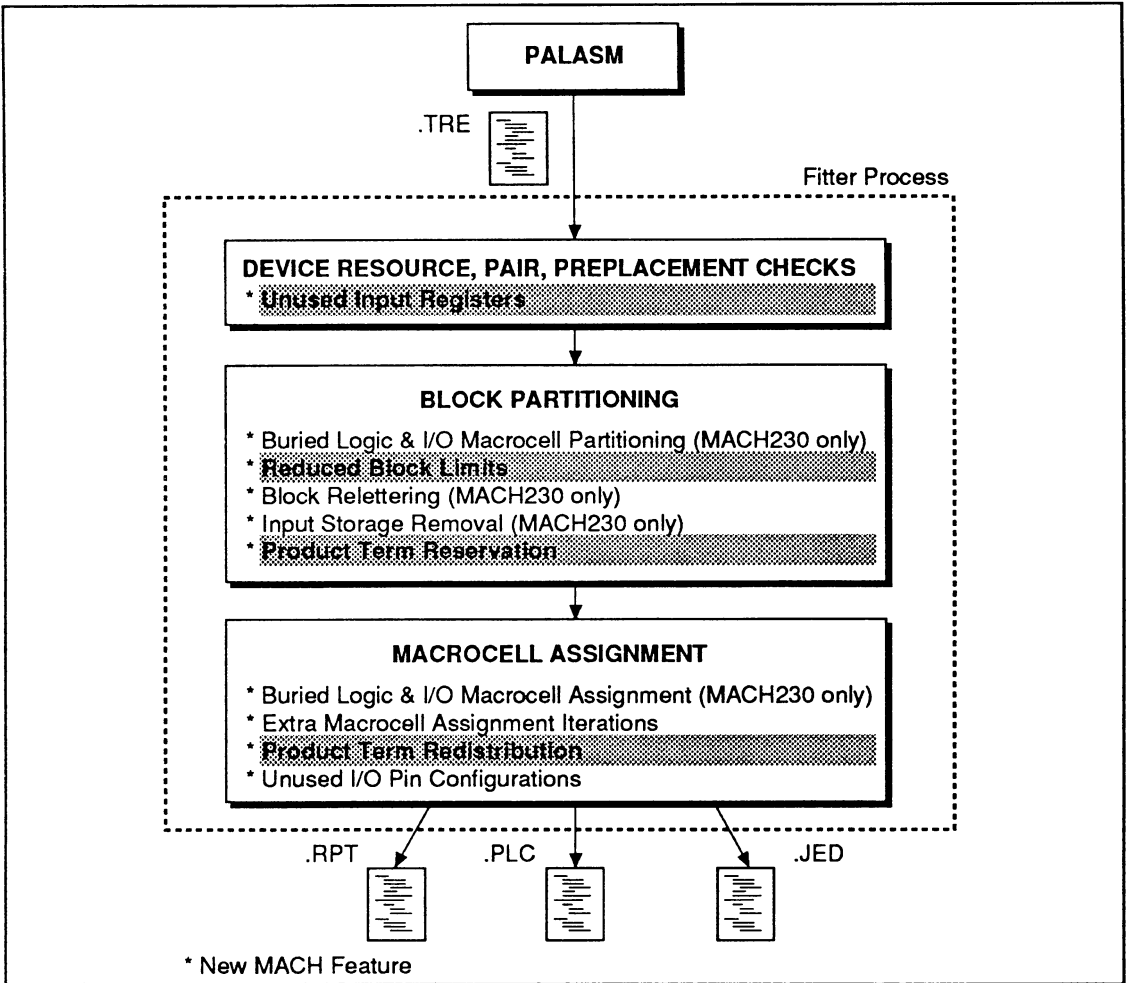 PALASM
.TRE
Fitter Process
DEVICE RESOURCE, PAIR, PREPLACEMENT CHECKS
* Unused Input Registers
BLOCK PARTITIONING
* Buried Logic & I/O Macrocell Partitioning (MACH230 only)
* Reduced Block Limits
* Block Relettering (MACH230 only)
* Input Storage Removal (MACH230 only)
* Product Term Reservation
MACROCELL ASSIGNMENT
* Buried Logic & I/O Macrocell Assignment (MACH230 only)
* Extra Macrocell Assignment Iterations
* Product Term Redistribution
* Unused I/O Pin Configurations
.RPT
.PLC
.JED
* New MACH Feature